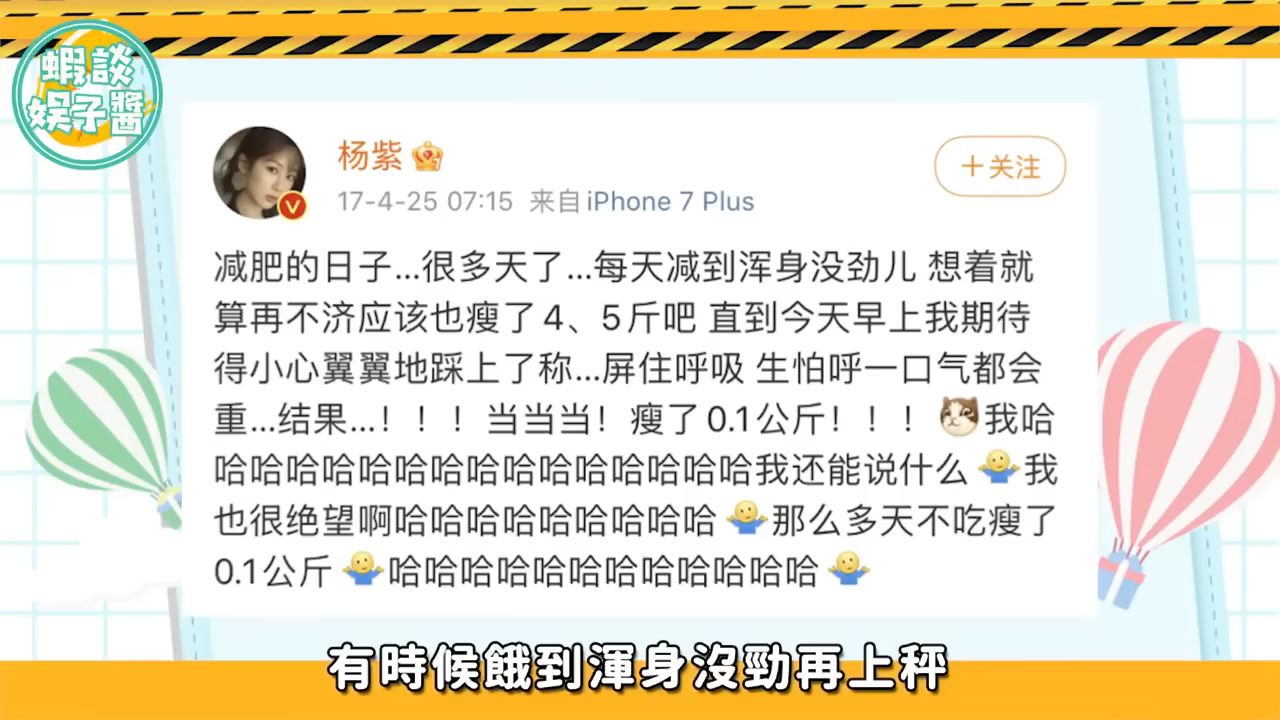 蝦談
娛子醬
杨紫
+关注
17-4-25 07:15 来自 iPhone 7 Plus
减肥的日子...很多天了...每天减到浑身没劲儿 想着就
算再不济应该也瘦了4、5斤吧 直到今天早上我期待
得小心翼翼地踩上了称...屏住呼吸 生怕呼一口气都会
重...结果...！！！当当当！瘦了0.1公斤！！！我哈
哈哈哈哈哈哈哈哈哈哈哈哈哈哈哈我还能说什么 我
也很绝望啊哈哈哈哈哈哈哈哈哈 那么多天不吃瘦了
0.1公斤 哈哈哈哈哈哈哈哈哈哈哈哈
有時候餓到渾身沒勁再上秤